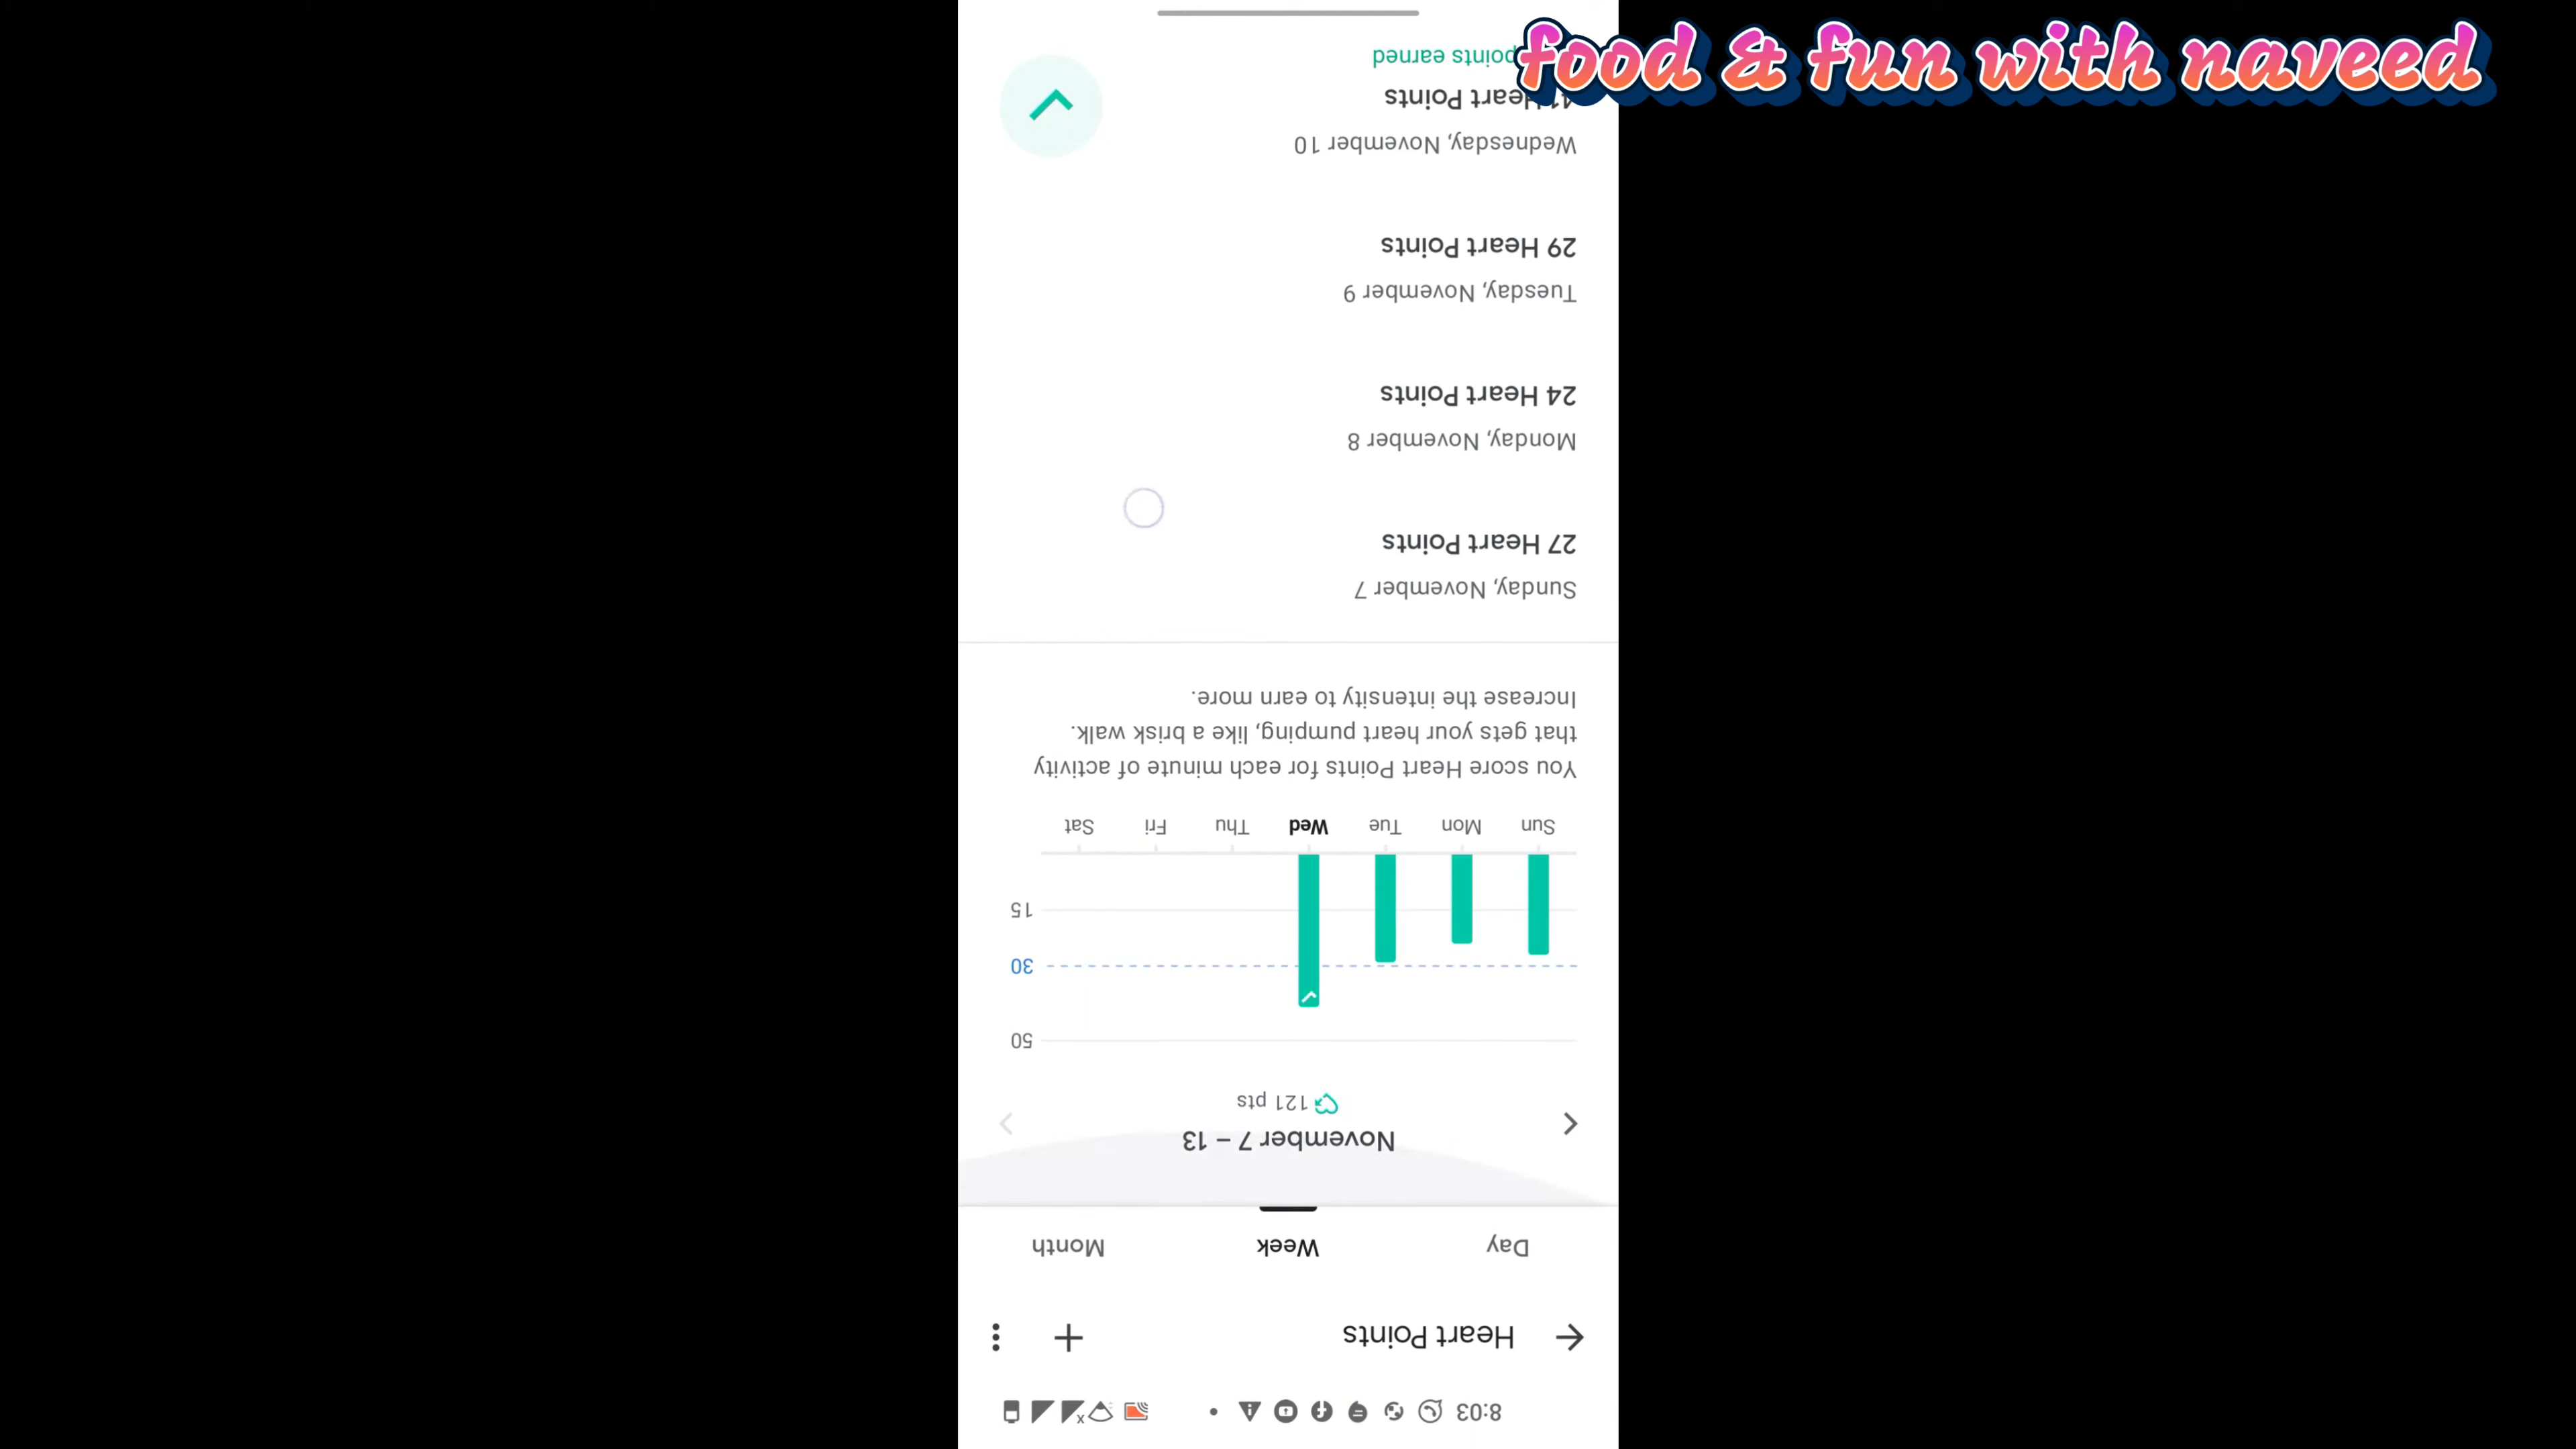 food & fun with naveed
8:03
Heart Points
Day Week Month
November 7 – 13
121 pts
50
30
15
Sun Mon Tue Wed Thu Fri Sat
You score Heart Points for each minute of activity
that gets your heart pumping, like a brisk walk.
Increase the intensity to earn more.
Sunday, November 7
27 Heart Points
Monday, November 8
24 Heart Points
Tuesday, November 9
29 Heart Points
Wednesday, November 10
41 Heart Points
points earned